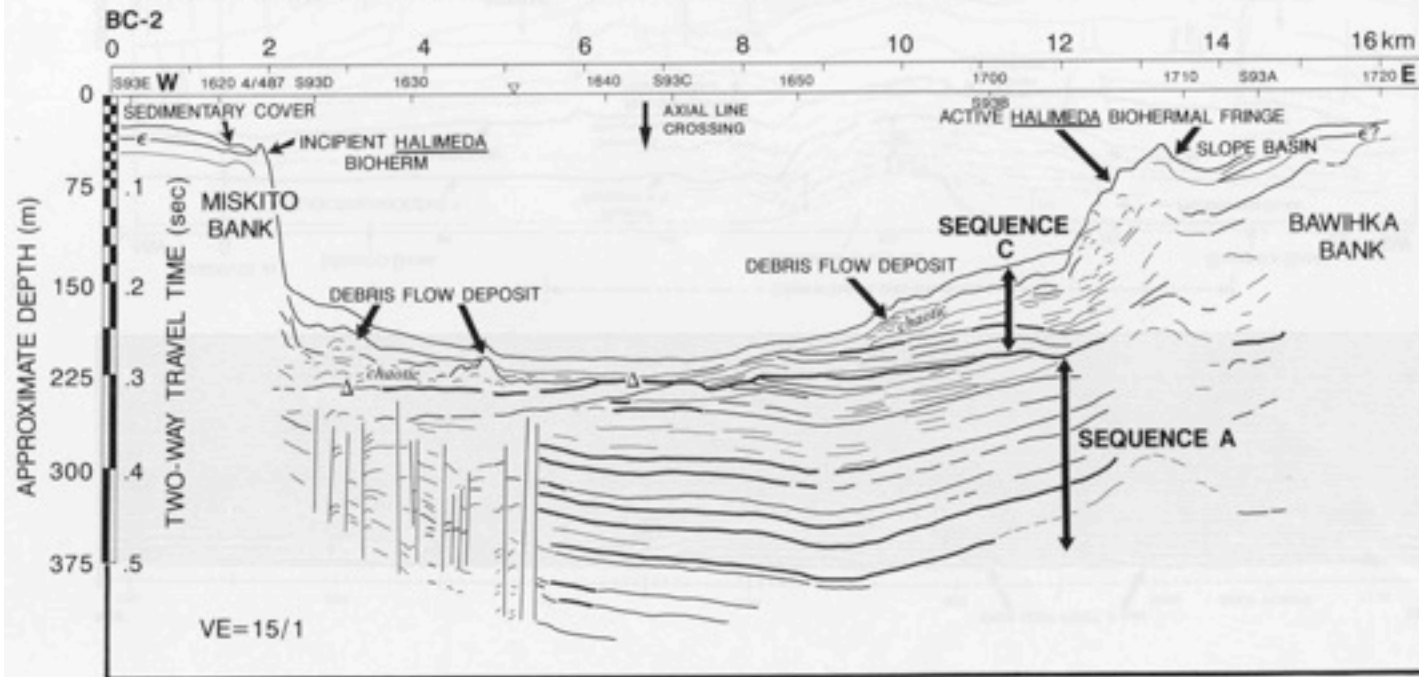 BC-2
0 2 4 6 8 10 12 14 16 km
S93E W 1620 4/487 S93D 1630 1640 S93C 1650 1700 1710 S93A 1720 E
S93B
0
SEDIMENTARY COVER
AXIAL LINE
CROSSING
ACTIVE HALIMEDA BIOHERMAL FRINGE
INCIPIENT HALIMEDA
BIOHERM
SLOPE BASIN
€
€?
75
.1
MISKITO
BANK
BAWIHKA
BANK
SEQUENCE
C
DEBRIS FLOW DEPOSIT
150
.2
DEBRIS FLOW DEPOSIT
chaotic
225
.3
chaotic
Δ
Δ
SEQUENCE A
300
.4
375
.5
APPROXIMATE DEPTH (m)
TWO-WAY TRAVEL TIME (sec)
VE=15/1